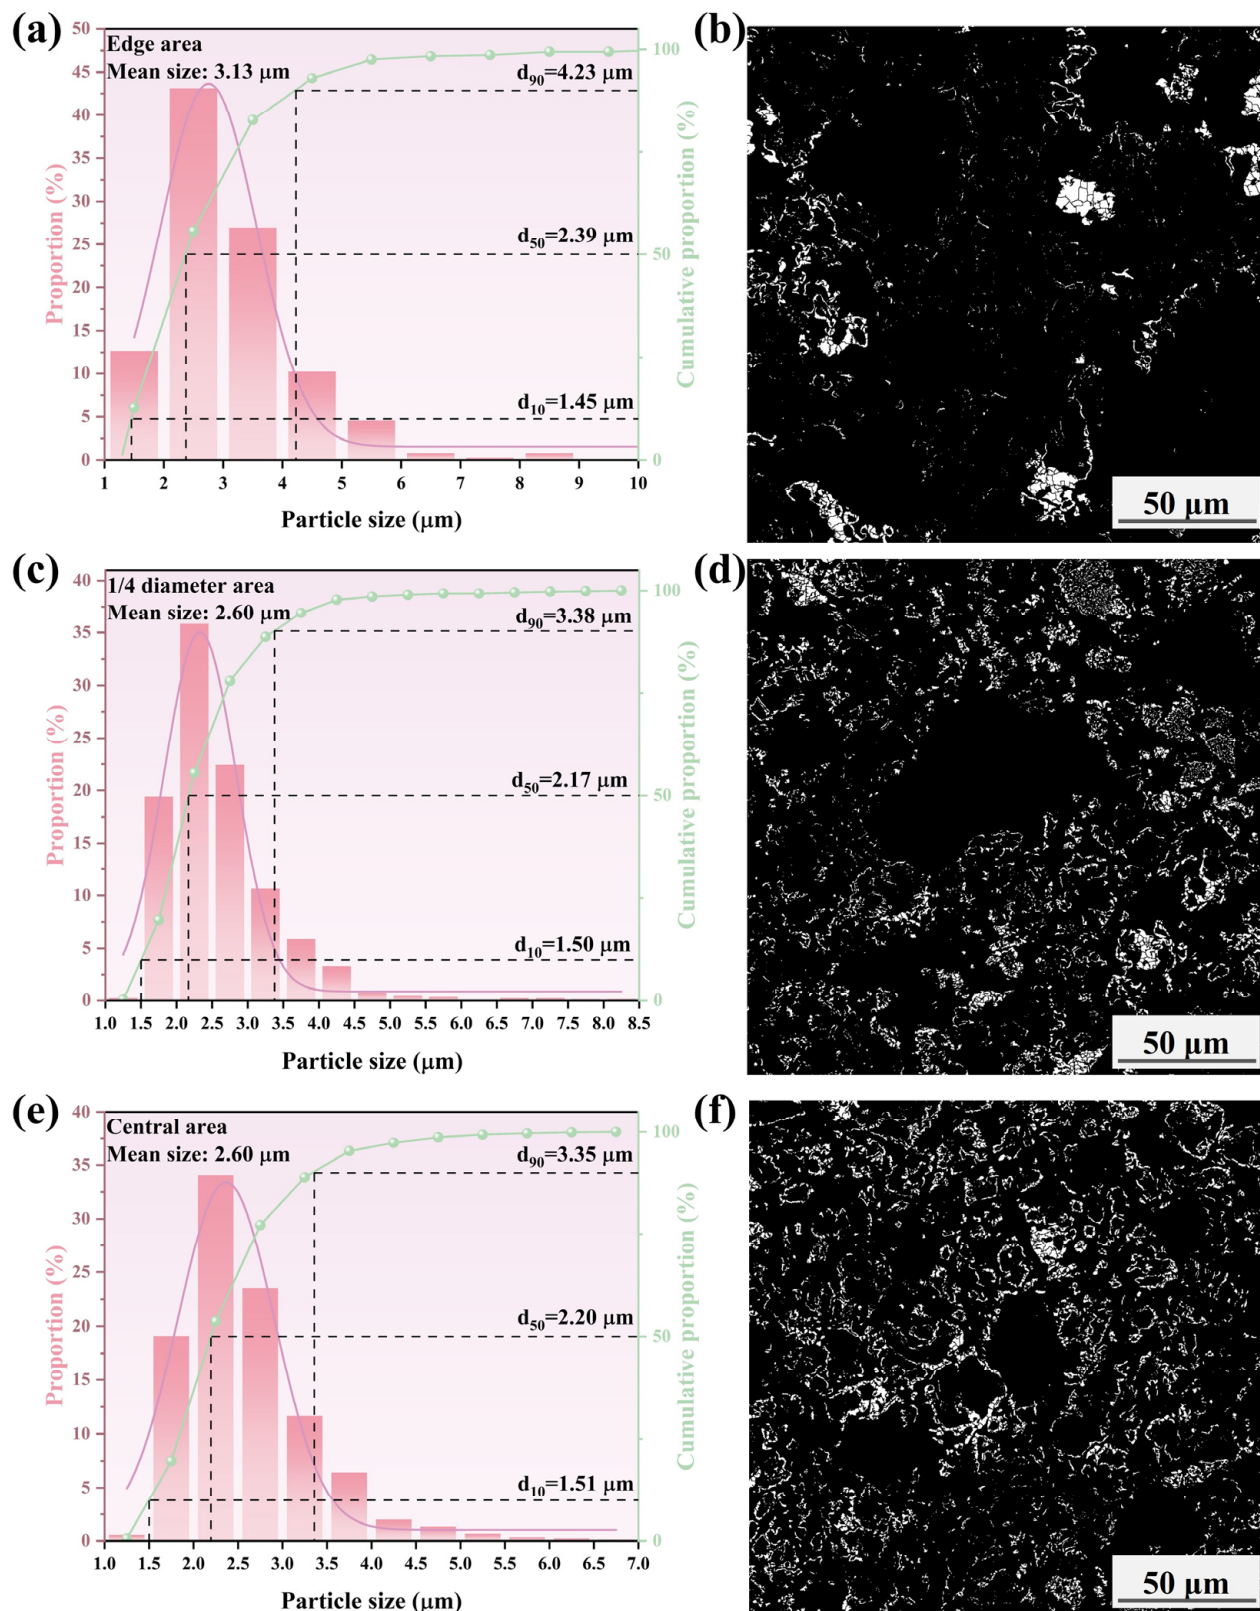 (a)
Edge area
Mean size: 3.13 μm
d90=4.23 μm
d50=2.39 μm
d10=1.45 μm
Proportion (%)
Cumulative proportion (%)
50
45
40
35
30
25
20
15
10
5
0
100
50
0
1 2 3 4 5 6 7 8 9 10
Particle size (μm)
(b)
50 μm
(c)
1/4 diameter area
Mean size: 2.60 μm
d90=3.38 μm
d50=2.17 μm
d10=1.50 μm
Proportion (%)
Cumulative proportion (%)
40
35
30
25
20
15
10
5
0
100
50
0
1.0 1.5 2.0 2.5 3.0 3.5 4.0 4.5 5.0 5.5 6.0 6.5 7.0 7.5 8.0 8.5
Particle size (μm)
(d)
50 μm
(e)
Central area
Mean size: 2.60 μm
d90=3.35 μm
d50=2.20 μm
d10=1.51 μm
Proportion (%)
Cumulative proportion (%)
40
35
30
25
20
15
10
5
0
100
50
0
1.0 1.5 2.0 2.5 3.0 3.5 4.0 4.5 5.0 5.5 6.0 6.5 7.0
Particle size (μm)
(f)
50 μm